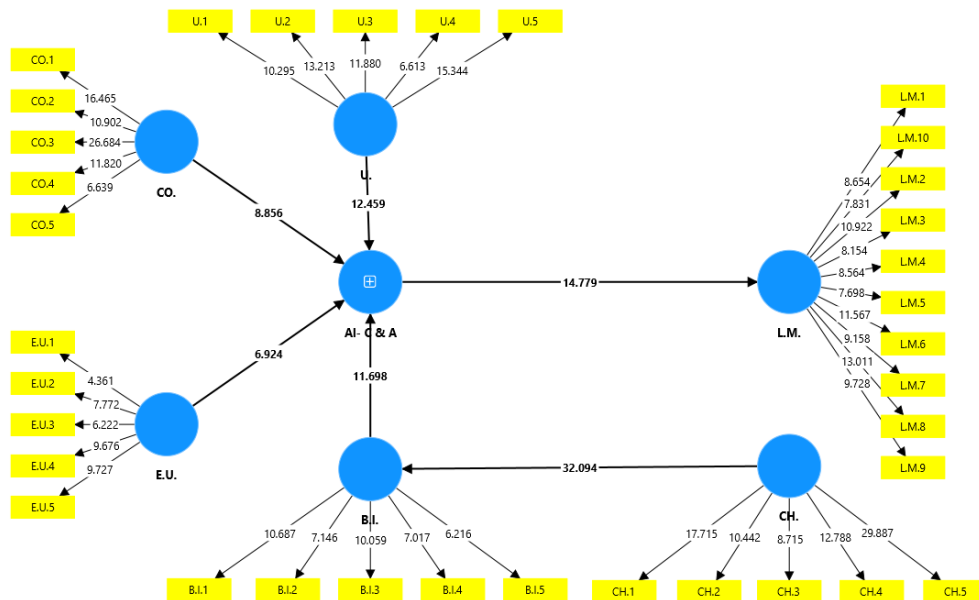 U.1
U.2
U.3
U.4
U.5
10.295
13.213
11.880
6.613
15.344
U.
12.459
CO.1
CO.2
CO.3
CO.4
CO.5
16.465
10.902
26.684
11.820
6.639
CO.
8.856
AI- C & A
14.779
L.M.1
L.M.10
L.M.2
L.M.3
L.M.4
L.M.5
L.M.6
L.M.7
L.M.8
L.M.9
8.654
7.831
10.922
8.154
8.564
7.698
11.567
9.158
13.011
9.728
L.M.
E.U.1
E.U.2
E.U.3
E.U.4
E.U.5
4.361
7.772
6.222
9.676
9.727
E.U.
6.924
11.698
B.I.
32.094
CH.
10.687
7.146
10.059
7.017
6.216
B.I.1
B.I.2
B.I.3
B.I.4
B.I.5
17.715
10.442
8.715
12.788
29.887
CH.1
CH.2
CH.3
CH.4
CH.5